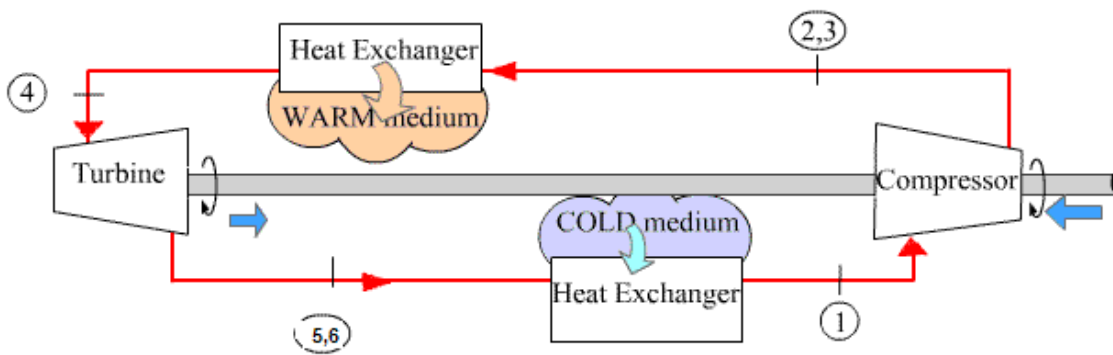 2,3
Heat Exchanger
4
WARM medium
Turbine
Compressor
COLD medium
Heat Exchanger
1
5,6